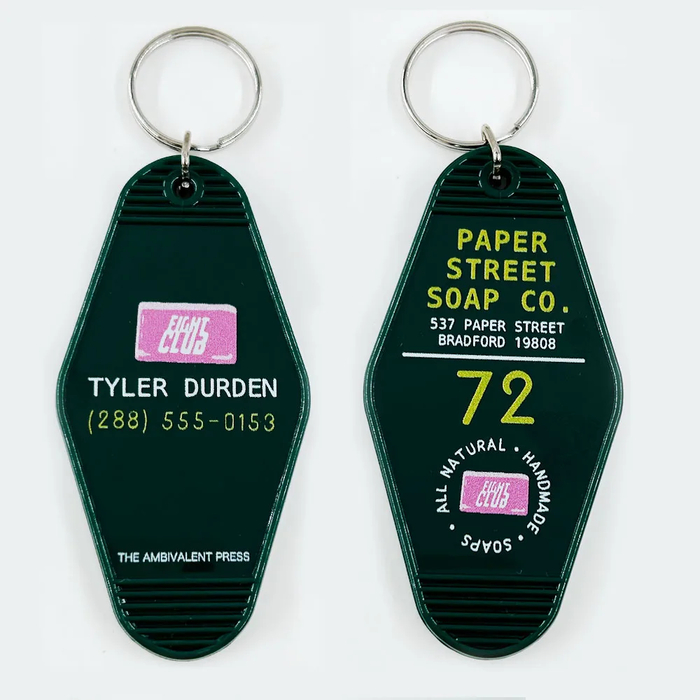 FIGHT
CLUB
TYLER DURDEN
(288) 555-0153
THE AMBIVALENT PRESS
PAPER
STREET
SOAP CO.
537 PAPER STREET
BRADFORD 19808
72
ALL NATURAL • HANDMADE • SOAPS •
FIGHT
CLUB